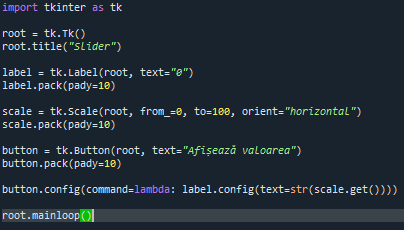 import tkinter as tk
root = tk.Tk()
root.title("Slider")
label = tk.Label(root, text="0")
label.pack(pady=10)
scale = tk.Scale(root, from_=0, to=100, orient="horizontal")
scale.pack(pady=10)
button = tk.Button(root, text="Afișează valoarea")
button.pack(pady=10)
button.config(command=lambda: label.config(text=str(scale.get())))
root.mainloop()